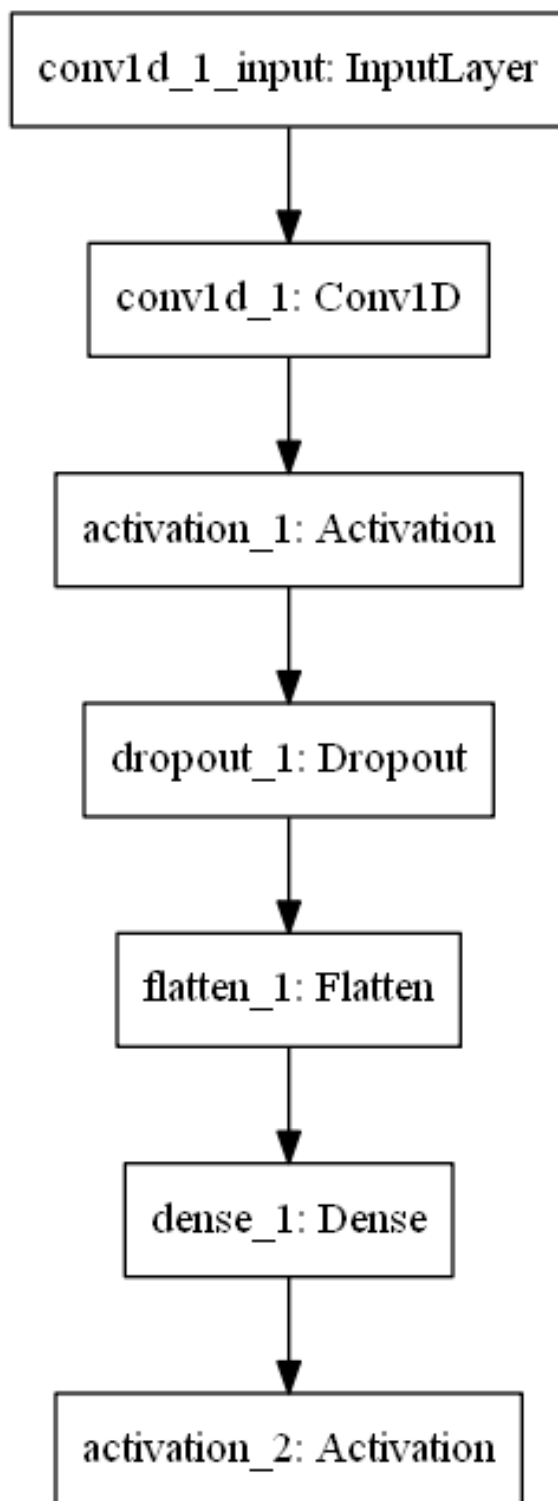 conv1d_1_input: InputLayer
conv1d_1: Conv1D
activation_1: Activation
dropout_1: Dropout
flatten_1: Flatten
dense_1: Dense
activation_2: Activation